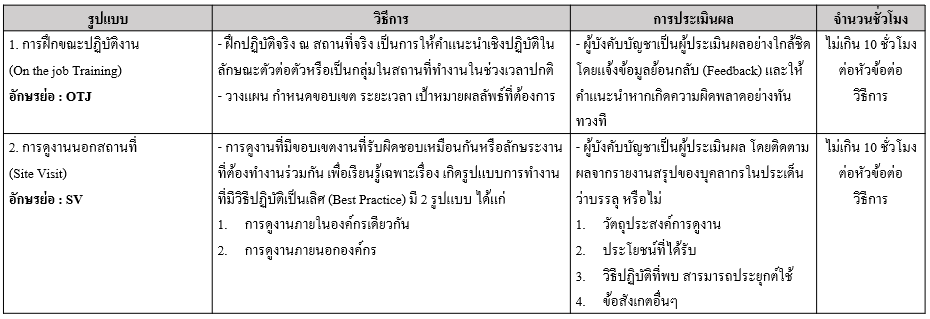 รูปแบบ
วิธีการ
การประเมินผล
จำนวนชั่วโมง
1. การฝึกขณะปฏิบัติงาน
(On the job Training)
อักษรย่อ : OTJ
- ฝึกปฏิบัติจริง ณ สถานที่จริง เป็นการให้คำแนะนำเชิงปฏิบัติใน
ลักษณะตัวต่อตัวหรือเป็นกลุ่มในสถานที่ทำงานในช่วงเวลาปกติ
- วางแผน กำหนดขอบเขต ระยะเวลา เป้าหมายผลลัพธ์ที่ต้องการ
- ผู้บังคับบัญชาเป็นผู้ประเมินผลอย่างใกล้ชิด
โดยแจ้งข้อมูลย้อนกลับ (Feedback) และให้
คำแนะนำหากเกิดความผิดพลาดอย่างทัน
ทวงที
ไม่เกิน 10 ชั่วโมง
ต่อหัวข้อต่อ
วิธีการ
2. การดูงานนอกสถานที่
(Site Visit)
อักษรย่อ : SV
- การดูงานที่มีขอบเขตงานที่รับผิดชอบเหมือนกันหรือลักษระงาน
ที่ต้องทำงานร่วมกัน เพื่อเรียนรู้เฉพาะเรื่อง เกิดรูปแบบการทำงาน
ที่มีวิธีปฏิบัติเป็นเลิศ (Best Practice) มี 2 รูปแบบ ได้แก่
1. การดูงานภายในองค์กรเดียวกัน
2. การดูงานภายนอกองค์กร
- ผู้บังคับบัญชาเป็นผู้ประเมินผล โดยติดตาม
ผลจากรายงานสรุปของบุคลากรในประเด็น
ว่าบรรลุ หรือไม่
1. วัตถุประสงค์การดูงาน
2. ประโยชน์ที่ได้รับ
3. วิธีปฏิบัติที่พบ สารมารถประยุกต์ใช้
4. ข้อสังเกตอื่นๆ
ไม่เกิน 10 ชั่วโมง
ต่อหัวข้อต่อ
วิธีการ